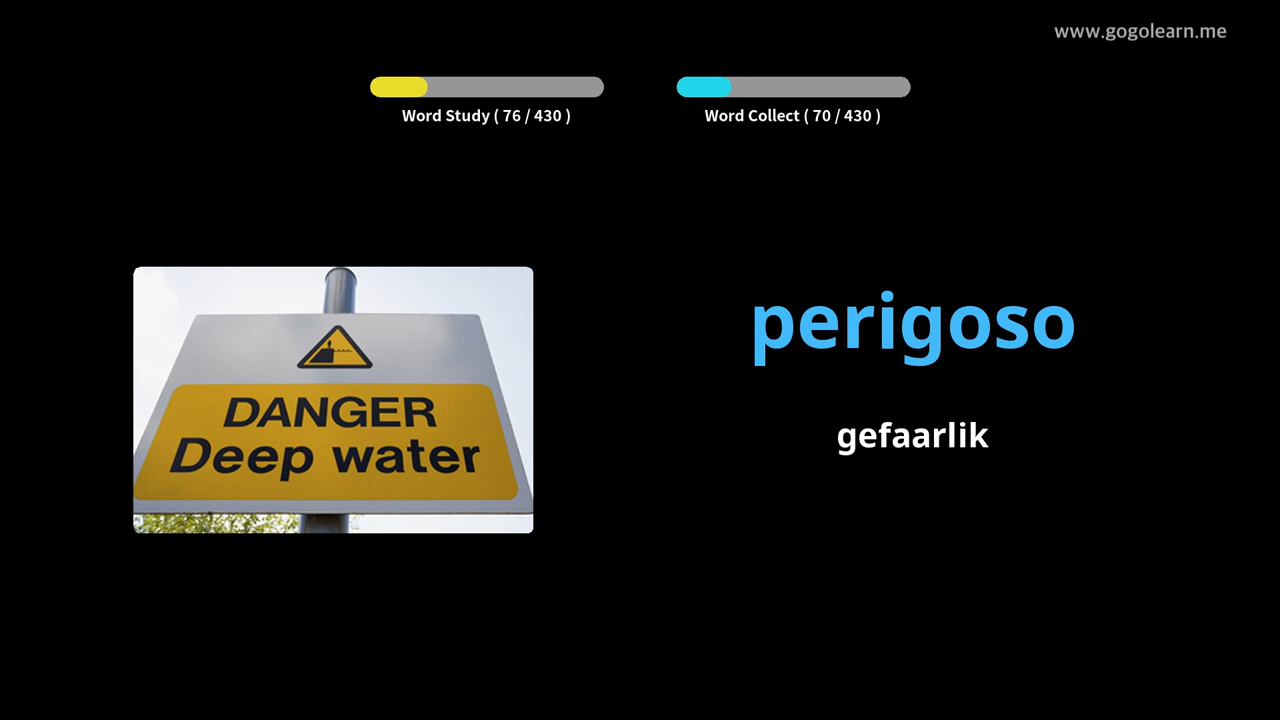 www.gogolearn.me
Word Study ( 76 / 430 )
Word Collect ( 70 / 430 )
DANGER
Deep water
perigoso
gefaarlik